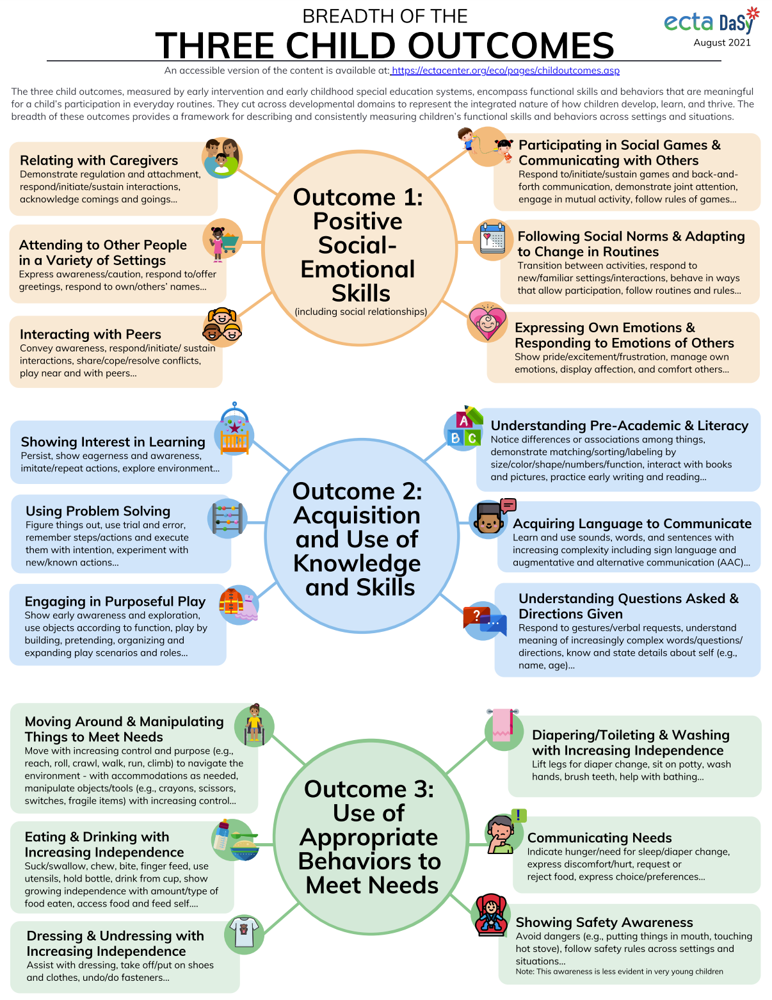 BREADTH OF THE
THREE CHILD OUTCOMES
ecta DaSy
August 2021
An accessible version of the content is available at: https://ectacenter.org/eco/pages/childoutcomes.asp
The three child outcomes, measured by early intervention and early childhood special education systems, encompass functional skills and behaviors that are meaningful
for a child's participation in everyday routines. They cut across developmental domains to represent the integrated nature of how children develop, learn, and thrive. The
breadth of these outcomes provides a framework for describing and consistently measuring children's functional skills and behaviors across settings and situations.
Outcome 1:
Positive
Social-
Emotional
Skills
(including social relationships)
Relating with Caregivers
Demonstrate regulation and attachment,
respond/initiate/sustain interactions,
acknowledge comings and goings...
Attending to Other People
in a Variety of Settings
Express awareness/caution, respond to/offer
greetings, respond to own/others' names...
Interacting with Peers
Convey awareness, respond/initiate/ sustain
interactions, share/cope/resolve conflicts,
play near and with peers...
Participating in Social Games &
Communicating with Others
Respond to/initiate/sustain games and back-and-
forth communication, demonstrate joint attention,
engage in mutual activity, follow rules of games...
Following Social Norms & Adapting
to Change in Routines
Transition between activities, respond to
new/familiar settings/interactions, behave in ways
that allow participation, follow routines and rules...
Expressing Own Emotions &
Responding to Emotions of Others
Show pride/excitement/frustration, manage own
emotions, display affection, and comfort others...
Outcome 2:
Acquisition
and Use of
Knowledge
and Skills
Showing Interest in Learning
Persist, show eagerness and awareness,
imitate/repeat actions, explore environment...
Using Problem Solving
Figure things out, use trial and error,
remember steps/actions and execute
them with intention, experiment with
new/known actions...
Engaging in Purposeful Play
Show early awareness and exploration,
use objects according to function, play by
building, pretending, organizing and
expanding play scenarios and roles...
A
B C
Understanding Pre-Academic & Literacy
Notice differences or associations among things,
demonstrate matching/sorting/labeling by
size/color/shape/numbers/function, interact with books
and pictures, practice early writing and reading...
Acquiring Language to Communicate
Learn and use sounds, words, and sentences with
increasing complexity including sign language and
augmentative and alternative communication (AAC)...
? ...
Understanding Questions Asked &
Directions Given
Respond to gestures/verbal requests, understand
meaning of increasingly complex words/questions/
directions, know and state details about self (e.g.,
name, age)...
Outcome 3:
Use of
Appropriate
Behaviors to
Meet Needs
Moving Around & Manipulating
Things to Meet Needs
Move with increasing control and purpose (e.g.,
reach, roll, crawl, walk, run, climb) to navigate the
environment - with accommodations as needed,
manipulate objects/tools (e.g., crayons, scissors,
switches, fragile items) with increasing control...
Eating & Drinking with
Increasing Independence
Suck/swallow, chew, bite, finger feed, use
utensils, hold bottle, drink from cup, show
growing independence with amount/type of
food eaten, access food and feed self....
Dressing & Undressing with
Increasing Independence
Assist with dressing, take off/put on shoes
and clothes, undo/do fasteners...
Diapering/Toileting & Washing
with Increasing Independence
Lift legs for diaper change, sit on potty, wash
hands, brush teeth, help with bathing...
!
Communicating Needs
Indicate hunger/need for sleep/diaper change,
express discomfort/hurt, request or
reject food, express choice/preferences...
Showing Safety Awareness
Avoid dangers (e.g., putting things in mouth, touching
hot stove), follow safety rules across settings and
situations...
Note: This awareness is less evident in very young children